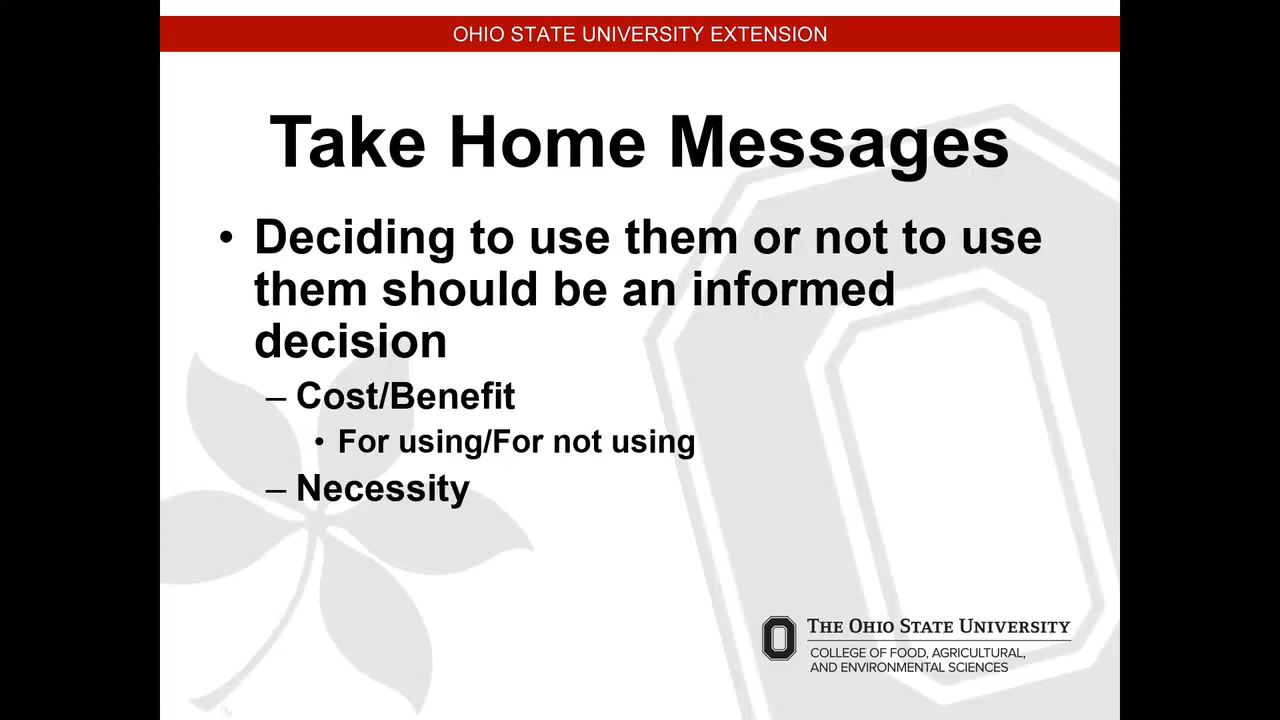 OHIO STATE UNIVERSITY EXTENSION
Take Home Messages
• Deciding to use them or not to use
them should be an informed
decision
– Cost/Benefit
• For using/For not using
– Necessity
THE OHIO STATE UNIVERSITY
COLLEGE OF FOOD, AGRICULTURAL,
AND ENVIRONMENTAL SCIENCES
TM